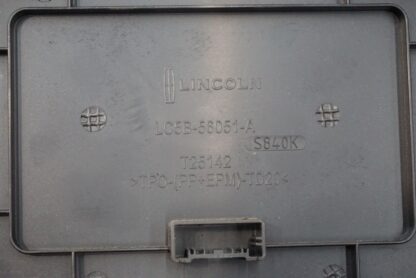 LINCOLN
LC5B-58051-A
S840K
T25142
>TPO-(PP+EPM)-TD20<